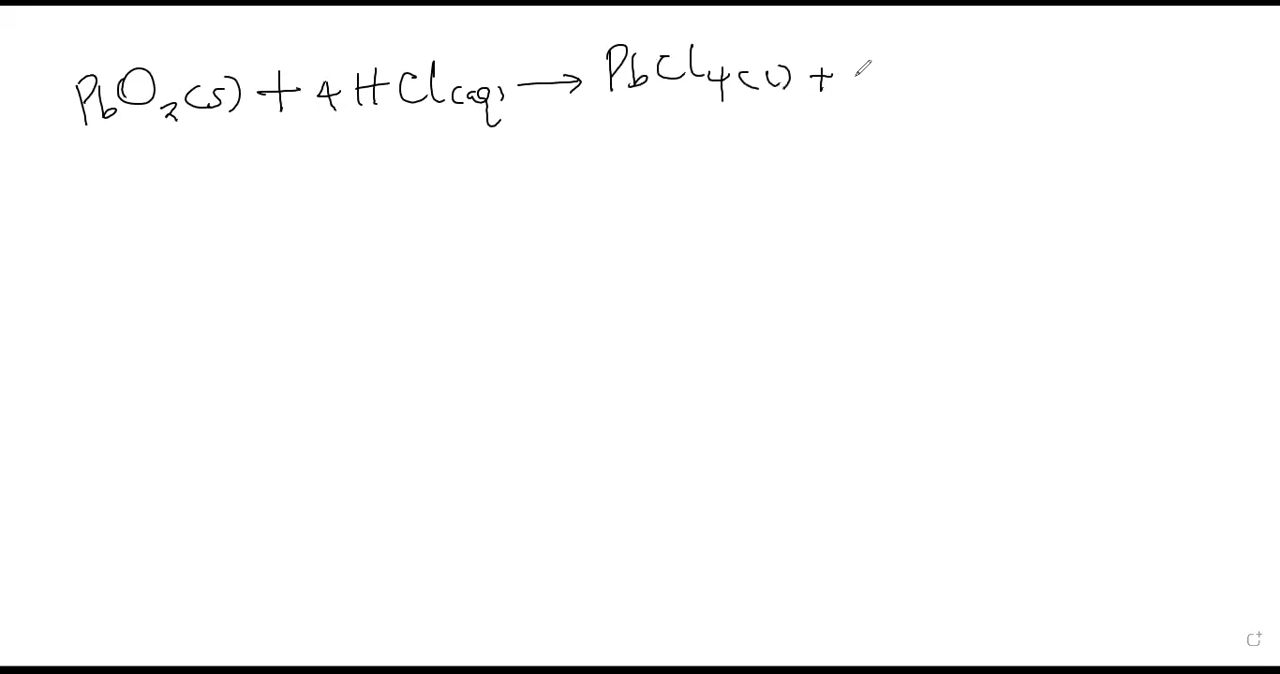 PbO₂(s) + 4HCl(aq) → PbCl₄(l) +